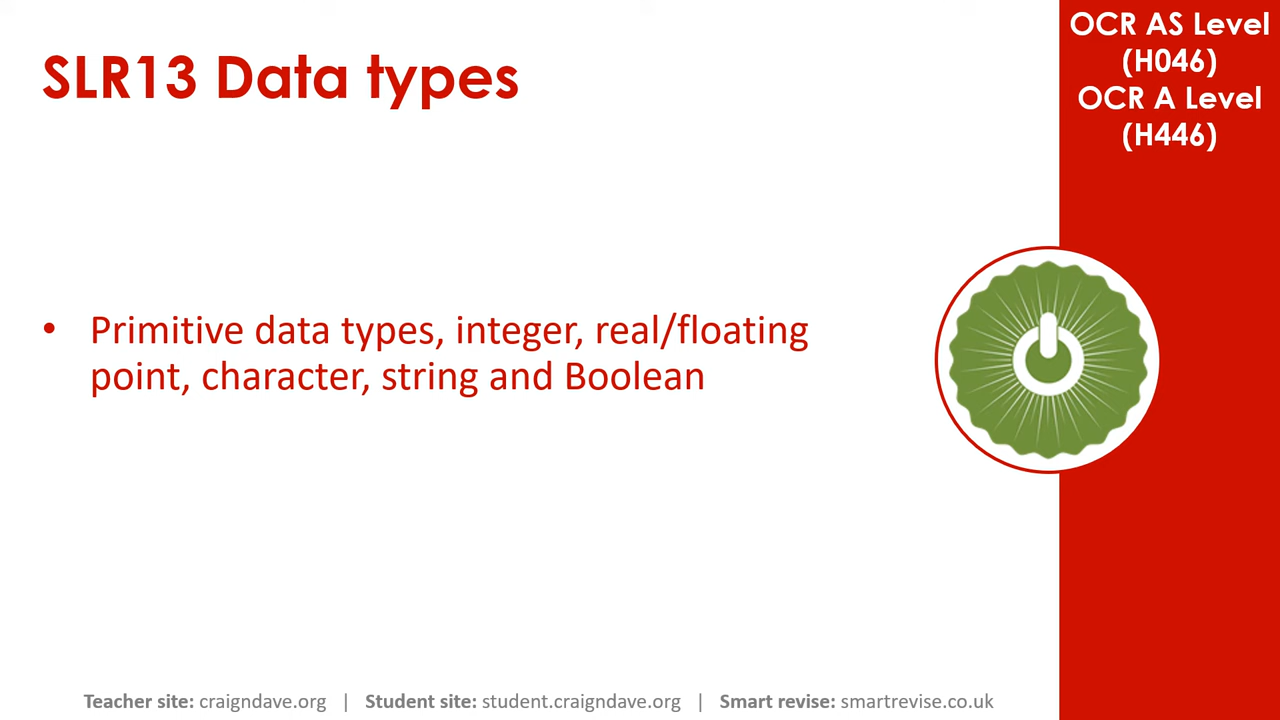 SLR13 Data types
OCR AS Level
(H046)
OCR A Level
(H446)
• Primitive data types, integer, real/floating
point, character, string and Boolean
Teacher site: craigndave.org | Student site: student.craigndave.org | Smart revise: smartrevise.co.uk